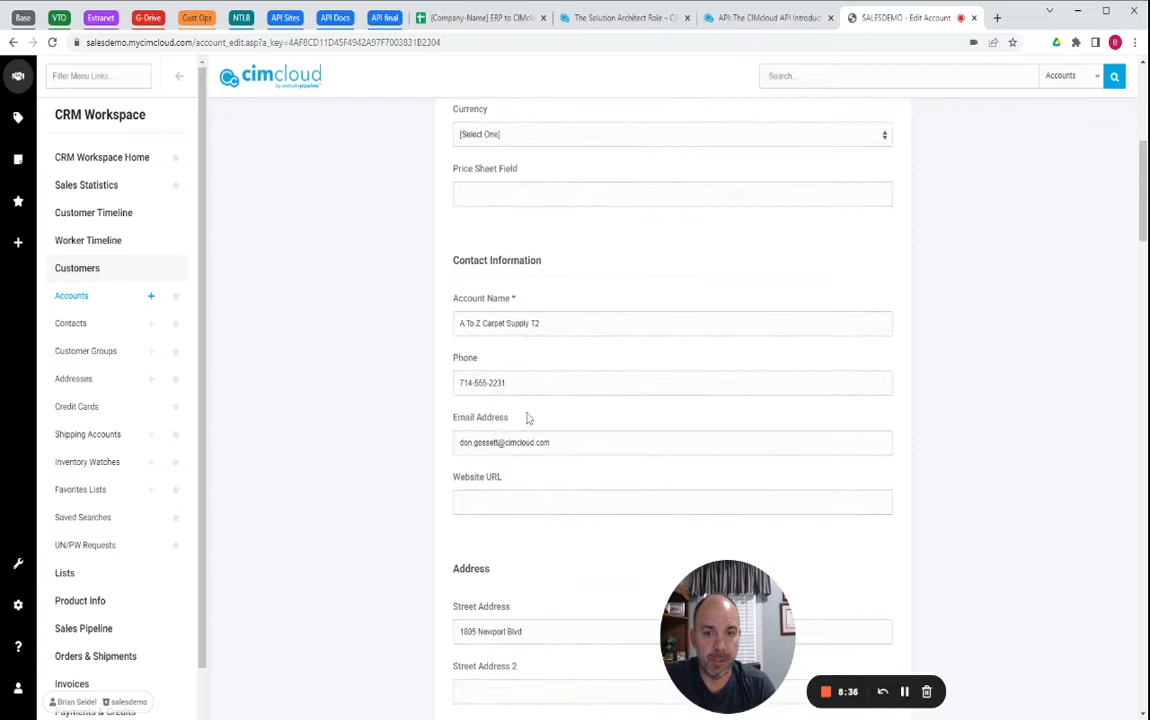 Base
VTO
Extranet
G-Drive
Cust Ops
NTLB
API Sites
API Docs
API final
[Company-Name] ERP to CIMclo
The Solution Architect Role – C
API: The CIMcloud API Introduc
SALESDEMO - Edit Account
salesdemo.mycimcloud.com/account_edit.asp?a_key=4AF8CD11D45F4942A97F7003831B2304
B
Filter Menu Links...
cimcloud
by websitepipeline
Search...
Accounts
CRM Workspace
CRM Workspace Home
Sales Statistics
Customer Timeline
Worker Timeline
Customers
Accounts
Contacts
Customer Groups
Addresses
Credit Cards
Shipping Accounts
Inventory Watches
Favorites Lists
Saved Searches
UN/PW Requests
Lists
Product Info
Sales Pipeline
Orders & Shipments
Invoices
Payments & Credits
Brian Seidel salesdemo
Currency
[Select One]
Price Sheet Field
Contact Information
Account Name *
A To Z Carpet Supply T2
Phone
714-555-2231
Email Address
don.gossett@cimcloud.com
Website URL
Address
Street Address
1805 Newport Blvd
Street Address 2
8:36